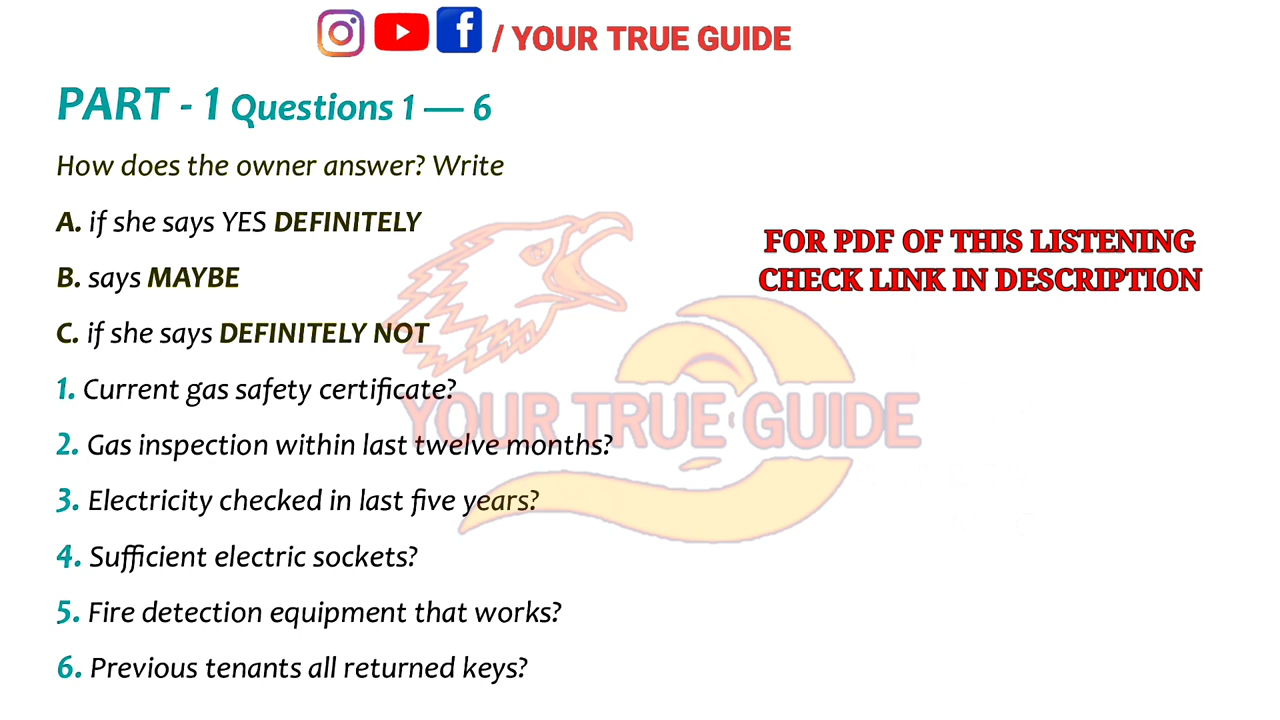 / YOUR TRUE GUIDE
PART - 1 Questions 1 — 6
How does the owner answer? Write
A. if she says YES DEFINITELY
B. says MAYBE
C. if she says DEFINITELY NOT
1. Current gas safety certificate?
2. Gas inspection within last twelve months?
3. Electricity checked in last five years?
4. Sufficient electric sockets?
5. Fire detection equipment that works?
6. Previous tenants all returned keys?
FOR PDF OF THIS LISTENING
CHECK LINK IN DESCRIPTION
YOUR TRUE GUIDE